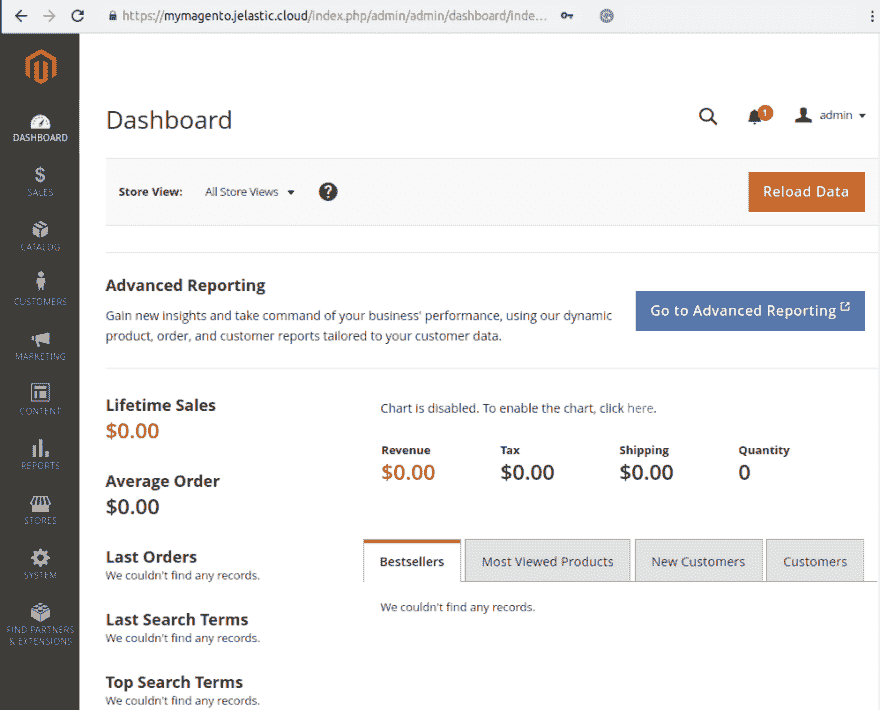 https://mymagento.jelastic.cloud/index.php/admin/admin/dashboard/inde...
DASHBOARD
SALES
CATALOG
CUSTOMERS
MARKETING
CONTENT
REPORTS
STORES
SYSTEM
FIND PARTNERS
& EXTENSIONS
Dashboard
1
admin
Store View: All Store Views ?
Reload Data
Advanced Reporting
Gain new insights and take command of your business' performance, using our dynamic
product, order, and customer reports tailored to your customer data.
Go to Advanced Reporting
Lifetime Sales
$0.00
Average Order
$0.00
Last Orders
We couldn't find any records.
Last Search Terms
We couldn't find any records.
Top Search Terms
We couldn't find any records.
Chart is disabled. To enable the chart, click here.
Revenue Tax Shipping Quantity
$0.00 $0.00 $0.00 0
Bestsellers Most Viewed Products New Customers Customers
We couldn't find any records.